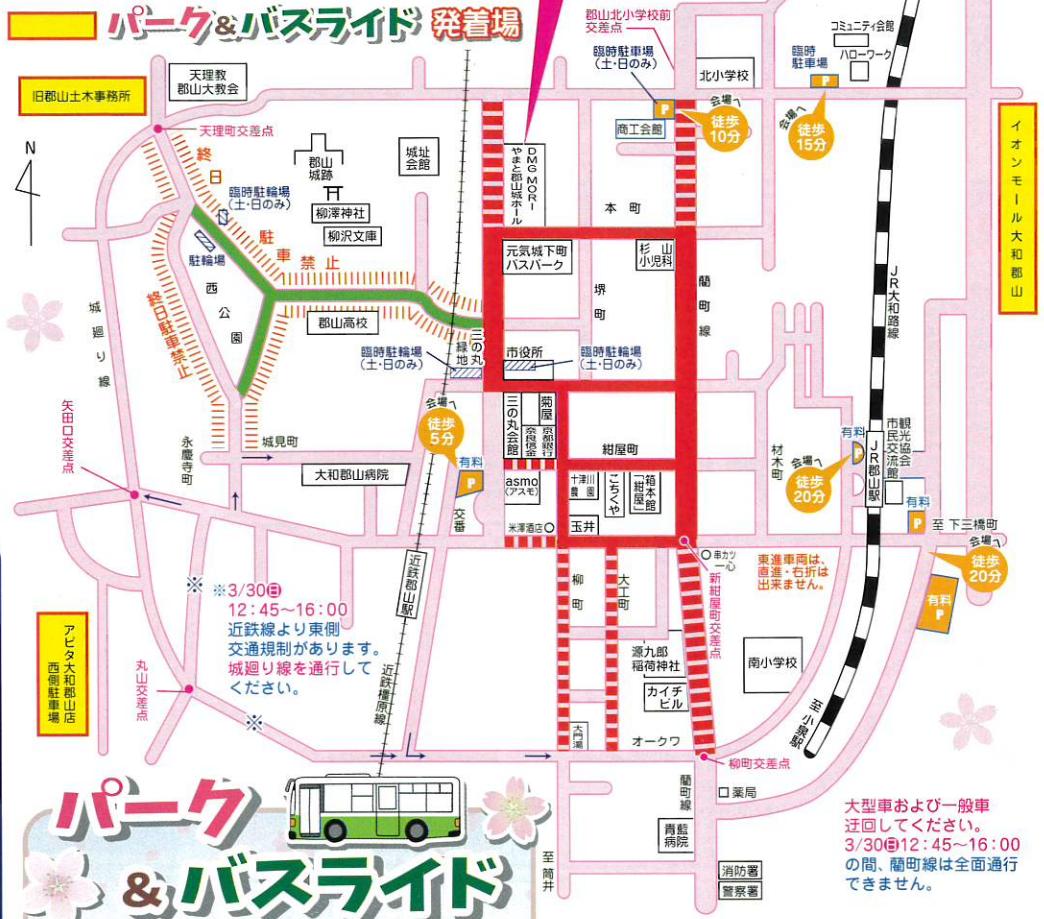 パーク&バスライド 発着場
旧郡山土木事務所
天理教
郡山大教会
天理町交差点
N
終日駐車禁止
郡山
城跡
城址
会館
臨時駐輪場
(土・日のみ)
柳澤神社
柳沢文庫
駐輪場
西公園
終日駐車禁止
城廻り線
郡山高校
三の丸
緑地
臨時駐輪場
(土・日のみ)
DMG MORI
やまと郡山城ホール
郡山北小学校前
交差点
臨時駐車場
(土・日のみ)
P
商工会館
北小学校
会場へ
徒歩
10分
コミュニティ会館
ハローワーク
臨時
駐車場
P
会場へ
徒歩
15分
イオンモール大和郡山
本町
元気城下町
バスパーク
杉山
小児科
堺町
藺町線
JR大和路線
市役所
臨時駐輪場
(土・日のみ)
会場へ
徒歩
5分
有料
P
交番
三の丸会館
菊屋
奈良信金
京都銀行
紺屋町
asmo
(アスモ)
十津川
農園
こちくや
箱本館
「紺屋」
米澤酒店
玉井
矢田口交差点
永慶寺町
城見町
大和郡山病院
近鉄郡山駅
材木町
有料
P
会場へ
徒歩
20分
JR郡山駅
観光協会
市民交流館
有料
P
至 下三橋町
会場へ
徒歩
20分
有料
P
串カツ
一心
東進車両は、
直進・右折は
出来ません。
新紺屋町交差点
柳町
大工町
源九郎
稲荷神社
カイチ
ビル
南小学校
至小泉駅
※
※3/30㊐
12:45〜16:00
近鉄線より東側
交通規制があります。
城廻り線を通行して
ください。
アピタ大和郡山店
西側駐車場
丸山交差点
※
近鉄橿原線
大門湯
オークワ
柳町交差点
藺町線
薬局
青藍
病院
消防署
警察署
至筒井
大型車および一般車
迂回してください。
3/30㊐12:45〜16:00
の間、藺町線は全面通行
できません。
パーク
&バスライド